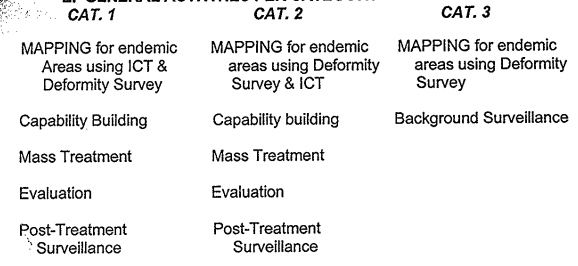 CAT. 1 CAT. 2 CAT. 3
MAPPING for endemic MAPPING for endemic MAPPING for endemic
Areas using ICT & areas using Deformity areas using Deformity
Deformity Survey Survey & ICT Survey
Capability Building Capability building Background Surveillance
Mass Treatment Mass Treatment
Evaluation Evaluation
Post-Treatment Post-Treatment
Surveillance Surveillance